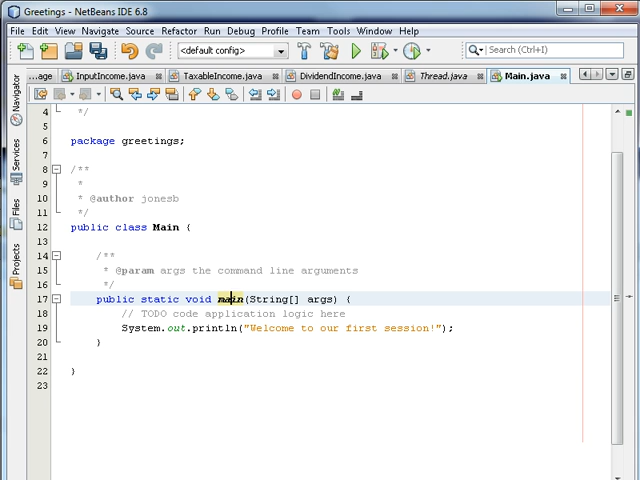 Greetings - NetBeans IDE 6.8
File Edit View Navigate Source Refactor Run Debug Profile Team Tools Window Help
<default config>
Search (Ctrl+I)
...age InputIncome.java TaxableIncome.java DividendIncome.java Thread.java Main.java
Navigator
Services
Files
Projects
4 */
5
6 package greetings;
7
8 /**
9 *
10 * @author jonesb
11 */
12 public class Main {
13
14 /**
15 * @param args the command line arguments
16 */
17 public static void main(String[] args) {
18 // TODO code application logic here
19 System.out.println("Welcome to our first session!");
20 }
21
22 }
23